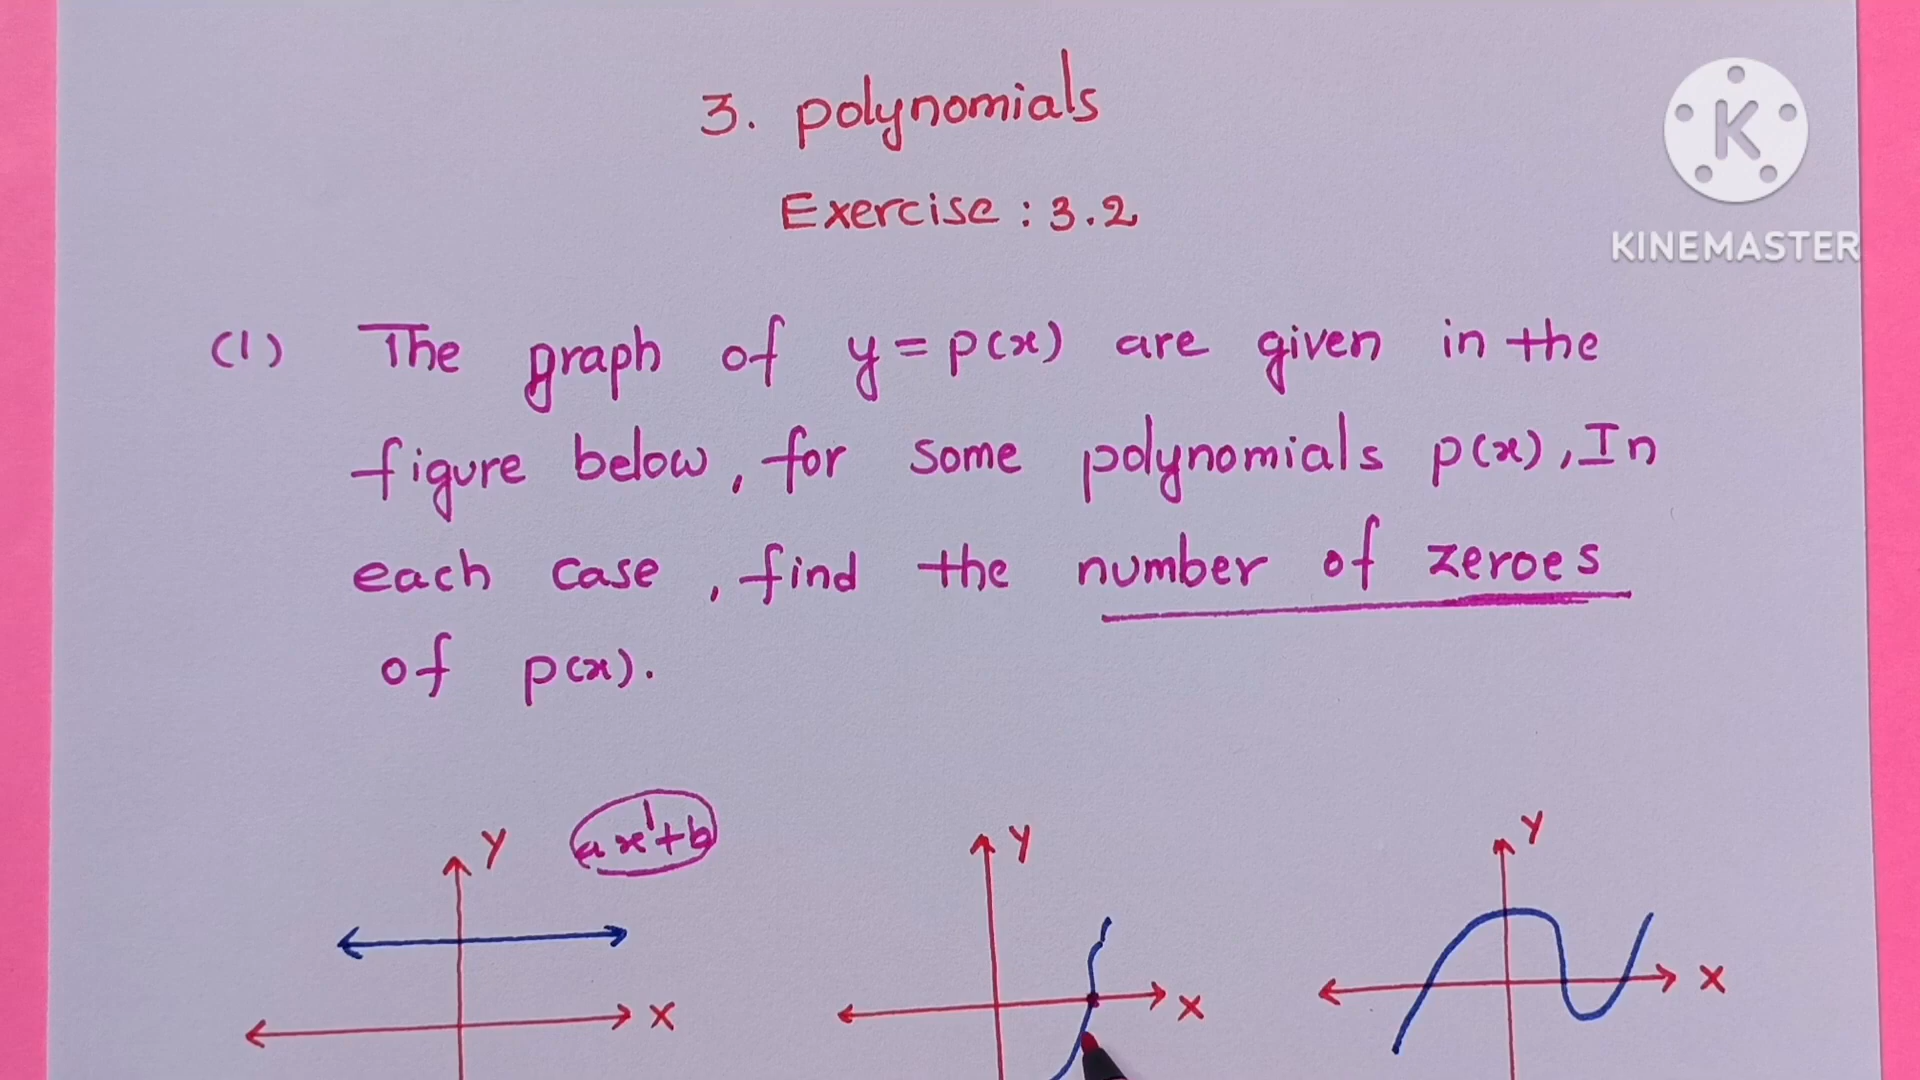 3. polynomials
K
KINEMASTER
Exercise : 3.2
(1) The graph of y = p(x) are given in the
figure below, for some polynomials p(x), In
each case, find the number of zeroes
of p(x).
Y ax¹+b Y Y
X X X